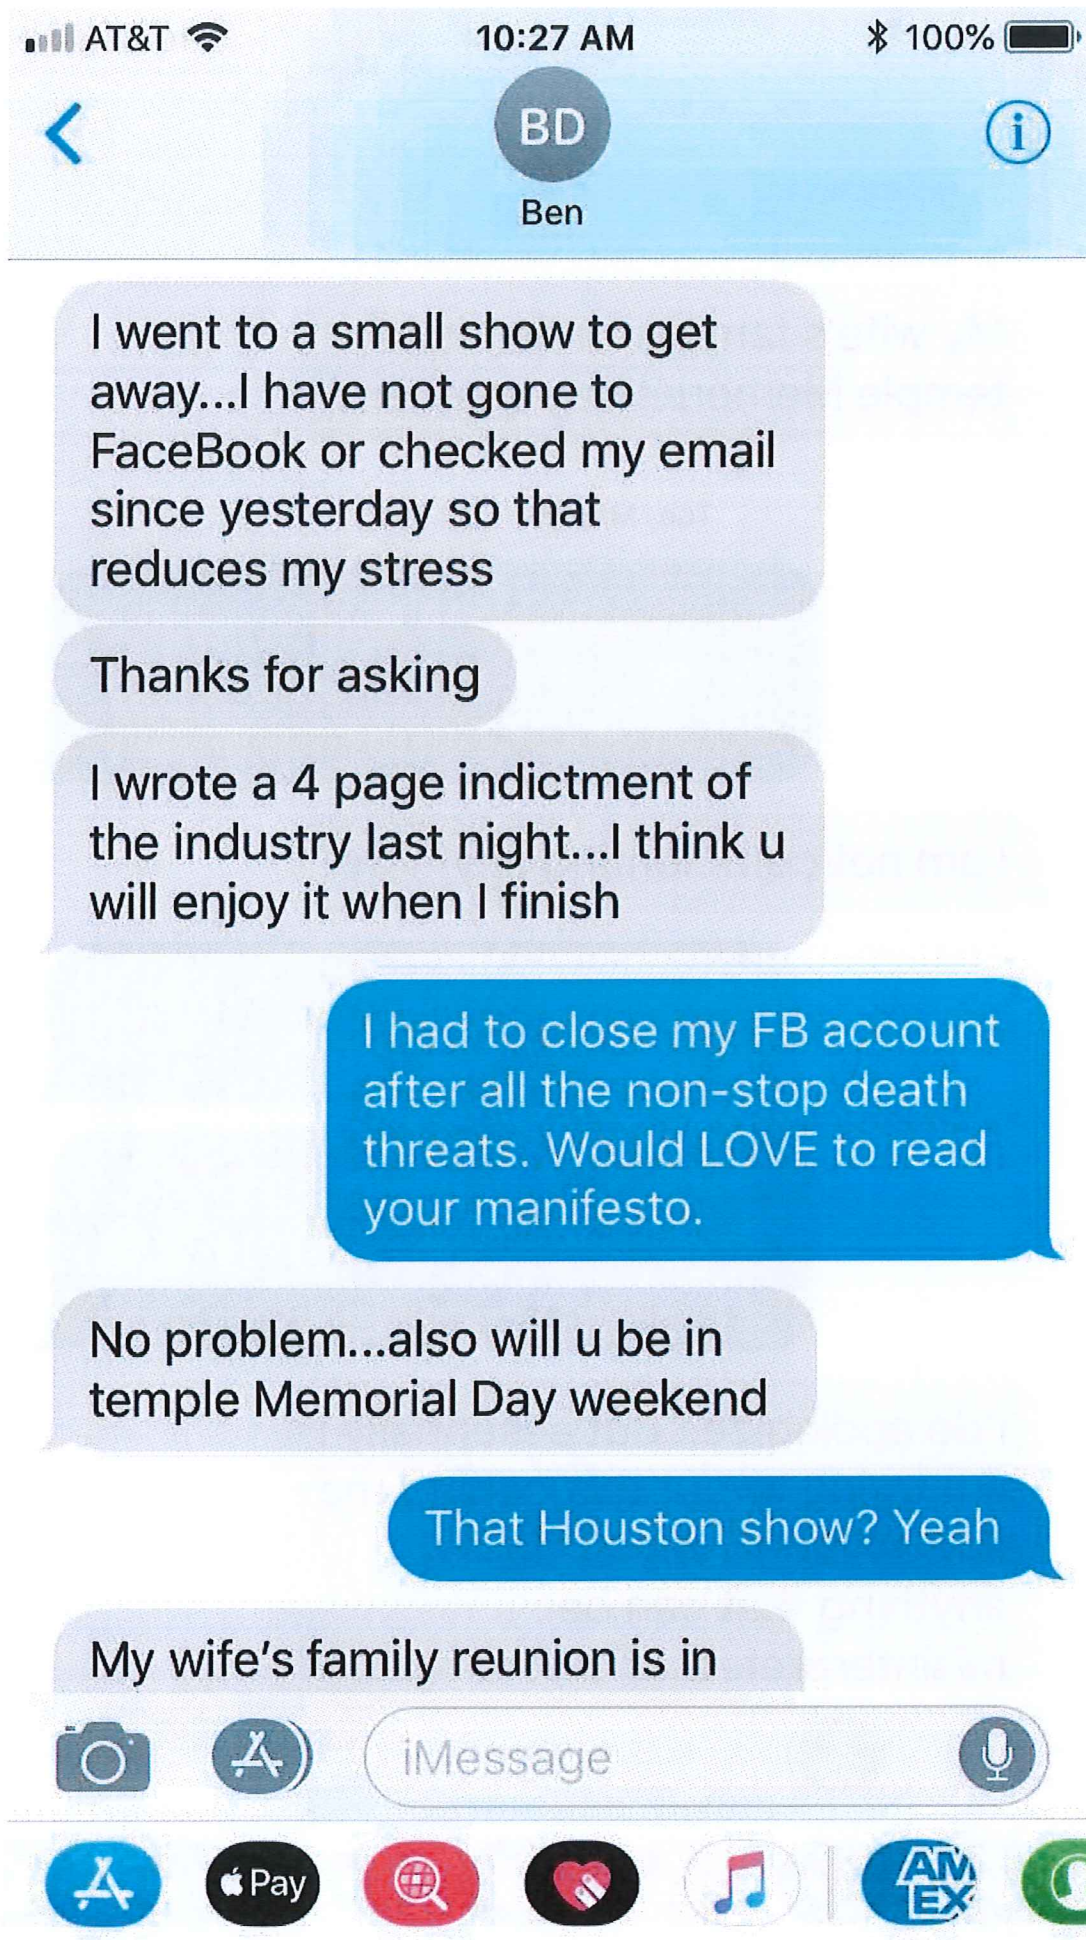 AT&T 10:27 AM 100%
BD
Ben
I went to a small show to get
away...I have not gone to
FaceBook or checked my email
since yesterday so that
reduces my stress
Thanks for asking
I wrote a 4 page indictment of
the industry last night...I think u
will enjoy it when I finish
I had to close my FB account
after all the non-stop death
threats. Would LOVE to read
your manifesto.
No problem...also will u be in
temple Memorial Day weekend
That Houston show? Yeah
My wife's family reunion is in
iMessage
Pay
AM
EX